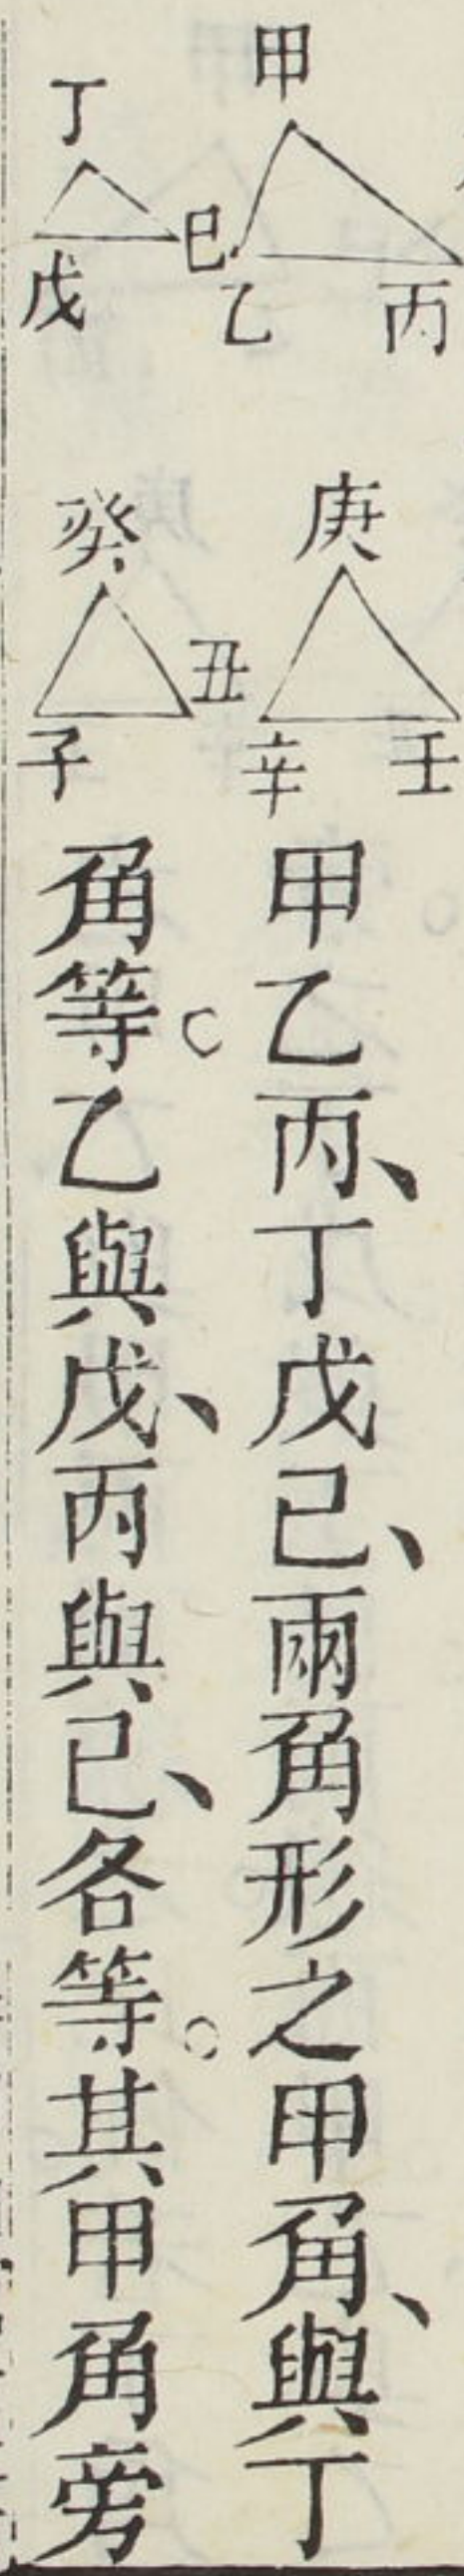 甲
乙
丙
丁
戊
巳
庚
辛
壬
癸
子
丑
甲乙丙、丁戊己、兩角形之甲角、與丁
角等。乙與戊、丙與己、各等。其甲角旁